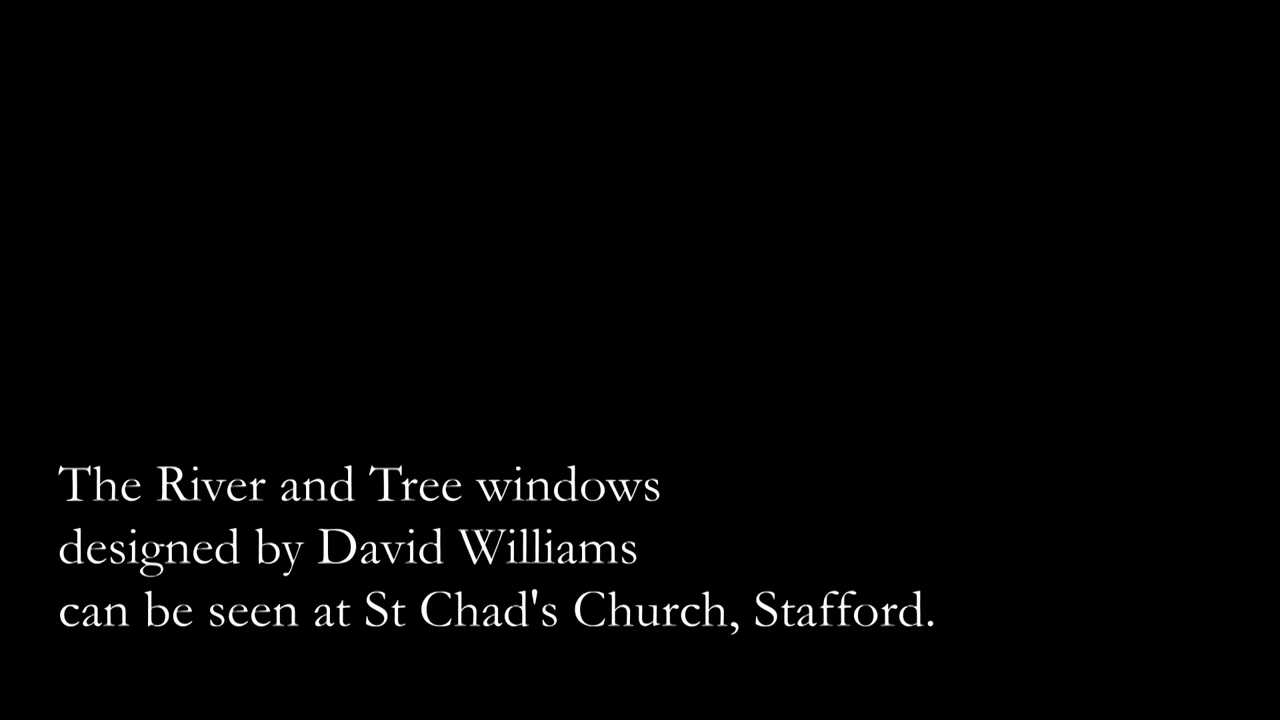 The River and Tree windows
designed by David Williams
can be seen at St Chad's Church, Stafford.